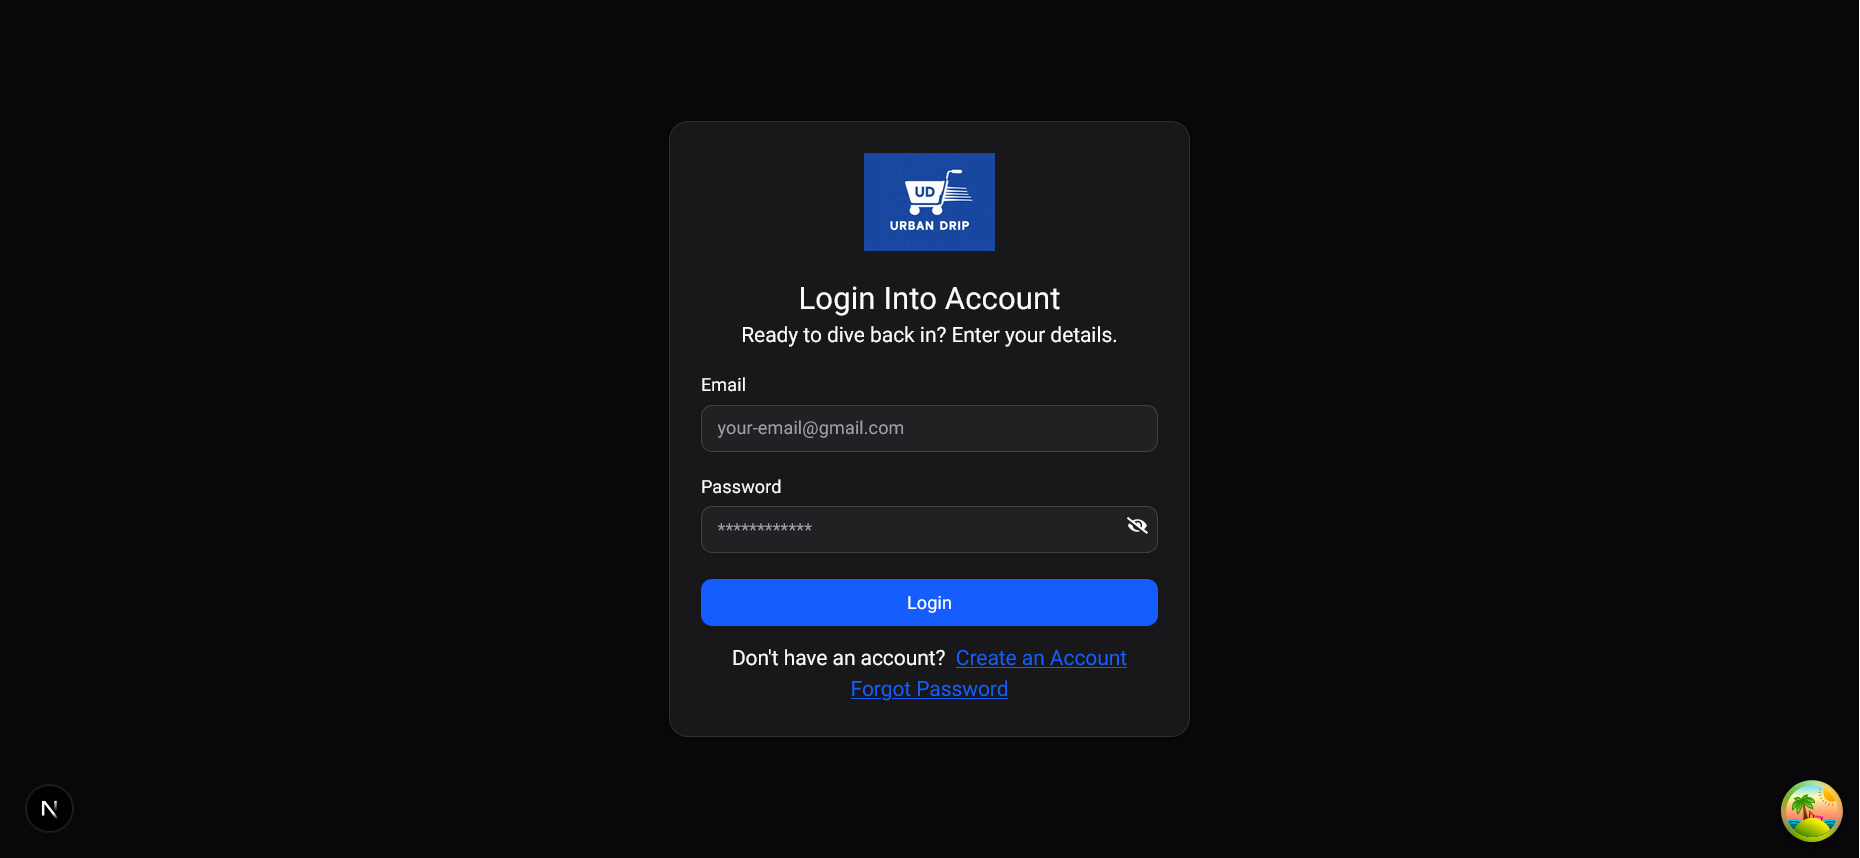 UD
URBAN DRIP
Login Into Account
Ready to dive back in? Enter your details.
Email
your-email@gmail.com
Password
************
Login
Don't have an account? Create an Account
Forgot Password
N